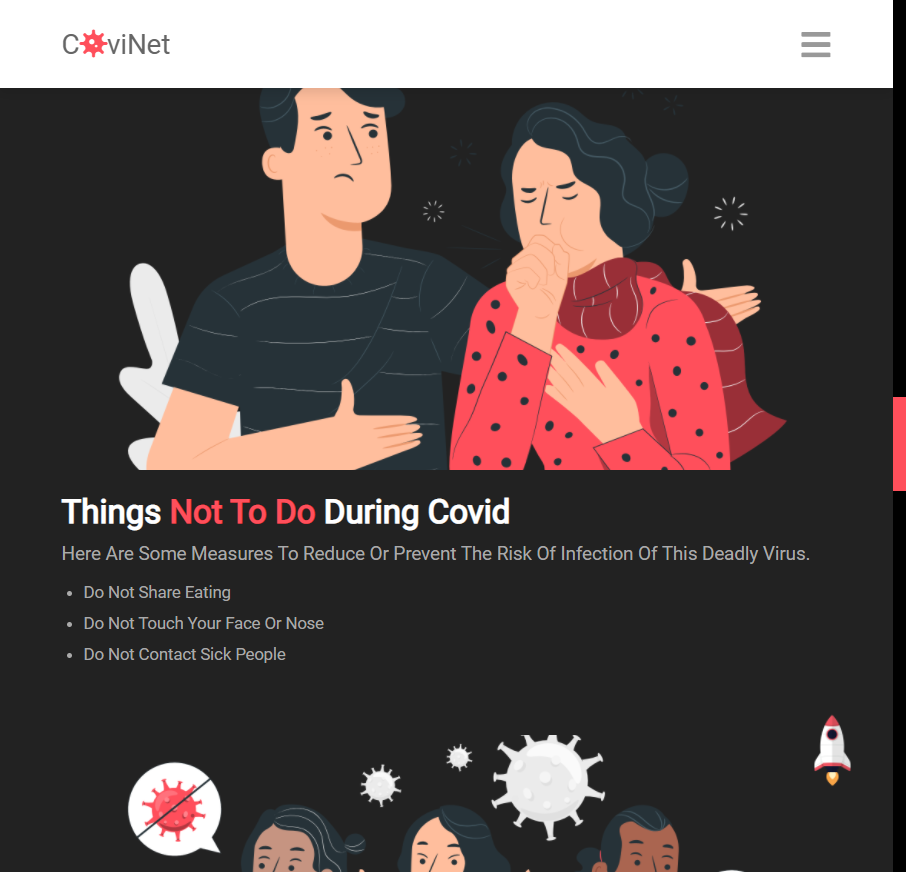 CoviNet
Things Not To Do During Covid
Here Are Some Measures To Reduce Or Prevent The Risk Of Infection Of This Deadly Virus.
Do Not Share Eating
Do Not Touch Your Face Or Nose
Do Not Contact Sick People